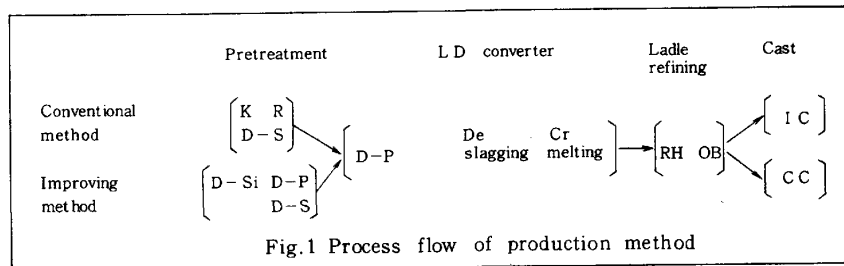 Pretreatment LD converter Ladle refining Cast
Conventional method
K R
D-S
Improving method
D-Si D-P
D-S
D-P
De slagging
Cr melting
RH OB
IC
CC
Fig.1 Process flow of production method